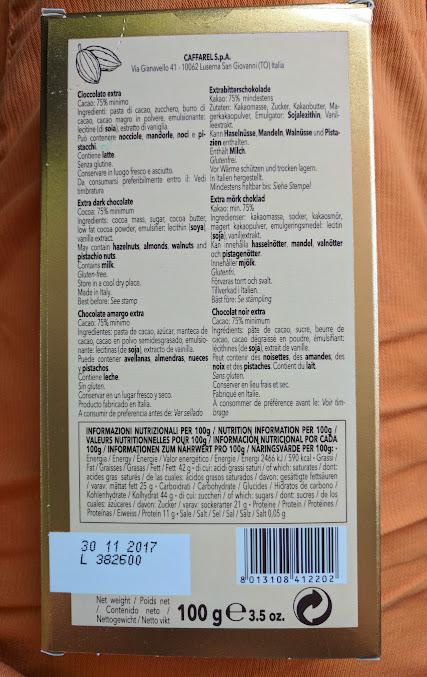 CAFFAREL S.p.A.
Via Gianavello 41 - 10062 Luserna San Giovanni (TO) Italia
Cioccolato extra
Cacao: 75% minimo
Ingredienti: pasta di cacao, zucchero, burro di
cacao, cacao magro in polvere, emulsionante:
lecitine (di soia), estratto di vaniglia.
Può contenere nocciole, mandorle, noci e pi-
stacchi.
Contiene latte.
Senza glutine.
Conservare in luogo fresco e asciutto.
Da consumarsi preferibilmente entro il: Vedi
timbratura
Extrabitterschokolade
Kakao: 75% mindestens
Zutaten: Kakaomasse, Zucker, Kakaobutter, Ma-
gerkakaopulver, Emulgator: Sojalezithin, Vanil-
leextrakt.
Kann Haselnüsse, Mandeln, Walnüsse und Pista-
zien enthalten.
Enthält Milch.
Glutenfrei.
Vor Wärme schützen und trocken lagern.
In Italien hergestellt.
Mindestens haltbar bis: Siehe Stempel
Extra dark chocolate
Cocoa: 75% minimum
Ingredients: cocoa mass, sugar, cocoa butter,
low fat cocoa powder, emulsifier: lecithin (soya),
vanilla extract.
May contain hazelnuts, almonds, walnuts and
pistachio nuts.
Contains milk.
Gluten-free.
Store in a cool dry place.
Made in Italy.
Best before: See stamp
Extra mörk choklad
Kakao: min. 75%
Ingredienser: kakaomassa, socker, kakaosmör,
magert kakaopulver, emulgeringsmedel: lecitin
(soja), vaniljextrakt.
Kan innehålla hasselnötter, mandel, valnötter
och pistagenötter.
Innehåller mjölk.
Glutenfri.
Förvaras torrt och svalt.
Tillverkad i Italien.
Bäst före: Se stämpling
Chocolate amargo extra
Cacao: 75% minimo
Ingredientes: pasta de cacao, azúcar, manteca de
cacao, cacao en polvo semidesgrasado, emulsio-
nante: lecitinas (de soja), extracto de vainilla.
Puede contener avellanas, almendras, nueces
y pistachos.
Contiene leche.
Sin gluten.
Conservar en un lugar fresco y seco.
Producto fabricado en Italia.
A consumir de preferencia antes de: Ver sellado
Chocolat noir extra
Cacao: 75% minimum
Ingrédients: pâte de cacao, sucre, beurre de
cacao, cacao dégraissé en poudre, émulsifiant:
lécithines (de soja), extrait de vanille.
Peut contenir des noisettes, des amandes, des
noix et des pistaches. Contient du lait.
Sans gluten.
Conserver en lieu frais et sec.
Fabriqué en Italie.
À consommer de préférence avant le: Voir tim-
brage
INFORMAZIONI NUTRIZIONALI PER 100g / NUTRITION INFORMATION PER 100g /
VALEURS NUTRITIONNELLES POUR 100g / INFORMACIÓN NUTRICIONAL POR CADA
100g / INFORMATIONEN ZUM NÄHRWERT PRO 100g / NÄRINGSVÄRDE PER 100g: -
Energia / Energy / Énergie / Valor energético / Energie / Energi 2466 kJ / 590 kcal - Grassi /
Fat / Graisses / Grasas / Fett / Fett 42 g - di cui: acidi grassi saturi / of which: saturates / dont:
acides gras saturés / de las cuales: ácidos grasos saturados / davon: gesättigte fettsäuren
/ varav: mättat fett 25 g - Carboidrati / Carbohydrate / Glucides / Hidratos de carbono /
Kohlenhydrate / Kolhydrat 44 g - di cui: zuccheri / of which: sugars / dont: sucres / de los
cuales: azúcares / davon: Zucker / varav: sockerarter 21 g - Proteine / Protein / Protéines /
Proteínas / Eiweiss / Protein 11 g - Sale / Salt / Sel / Sal / Sälz / Salt 0,05 g
30 11 2017
L 382600
8013108412202
Net weight / Poids net
/ Contenido neto /
Nettogewicht / Netto vikt
100 g e 3.5 oz.